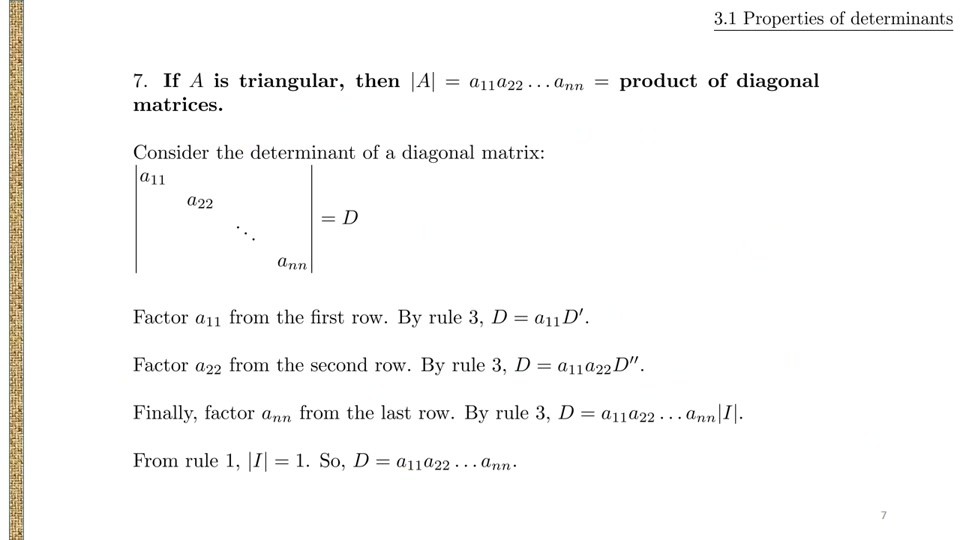 3.1 Properties of determinants
7. If A is triangular, then |A| = a₁₁a₂₂ … aₙₙ = product of diagonal
matrices.
Consider the determinant of a diagonal matrix:
a₁₁
a₂₂
⋱
= D
aₙₙ
Factor a₁₁ from the first row. By rule 3, D = a₁₁D′.
Factor a₂₂ from the second row. By rule 3, D = a₁₁a₂₂D″.
Finally, factor aₙₙ from the last row. By rule 3, D = a₁₁a₂₂ … aₙₙ|I|.
From rule 1, |I| = 1. So, D = a₁₁a₂₂ … aₙₙ.
7